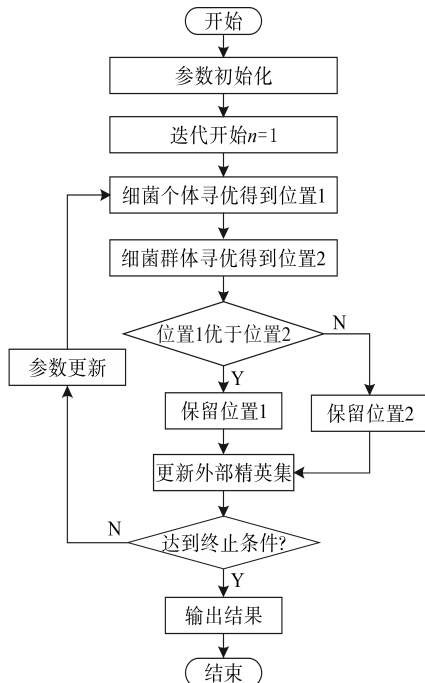 开始
参数初始化
迭代开始n=1
细菌个体寻优得到位置1
细菌群体寻优得到位置2
位置1优于位置2
N
参数更新
Y
保留位置1
保留位置2
更新外部精英集
N
达到终止条件?
Y
输出结果
结束